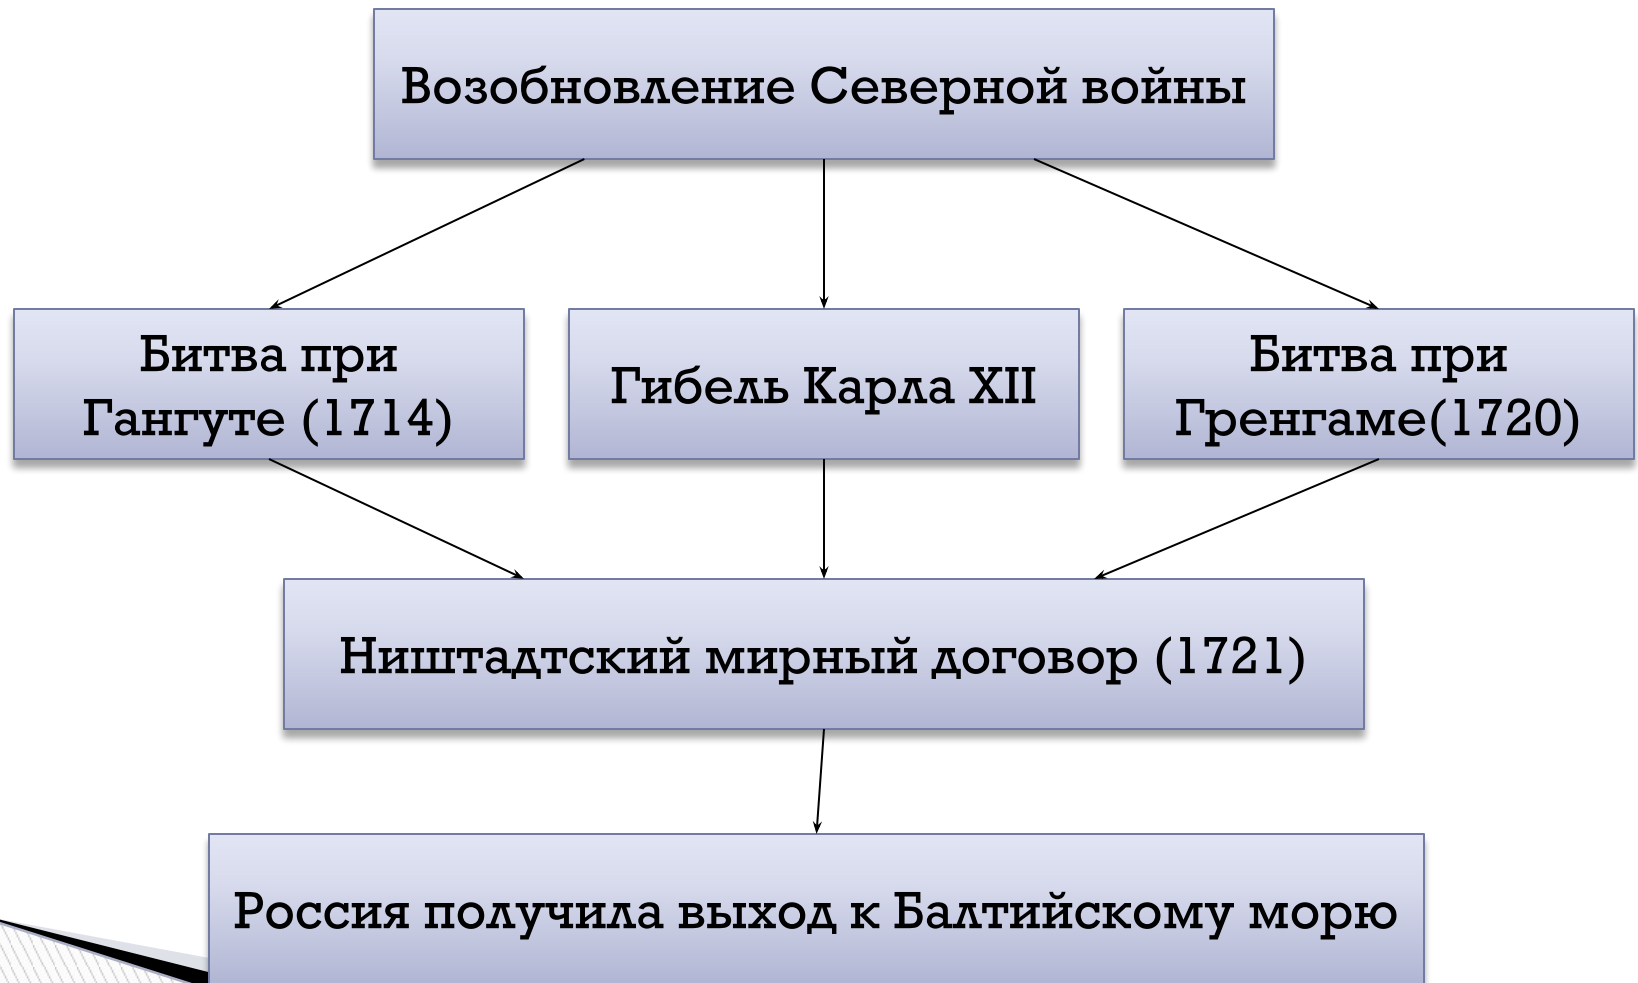 Возобновление Северной войны
Битва при
Гангуте (1714)
Гибель Карла XII
Битва при
Гренгаме(1720)
Ништадтский мирный договор (1721)
Россия получила выход к Балтийскому морю